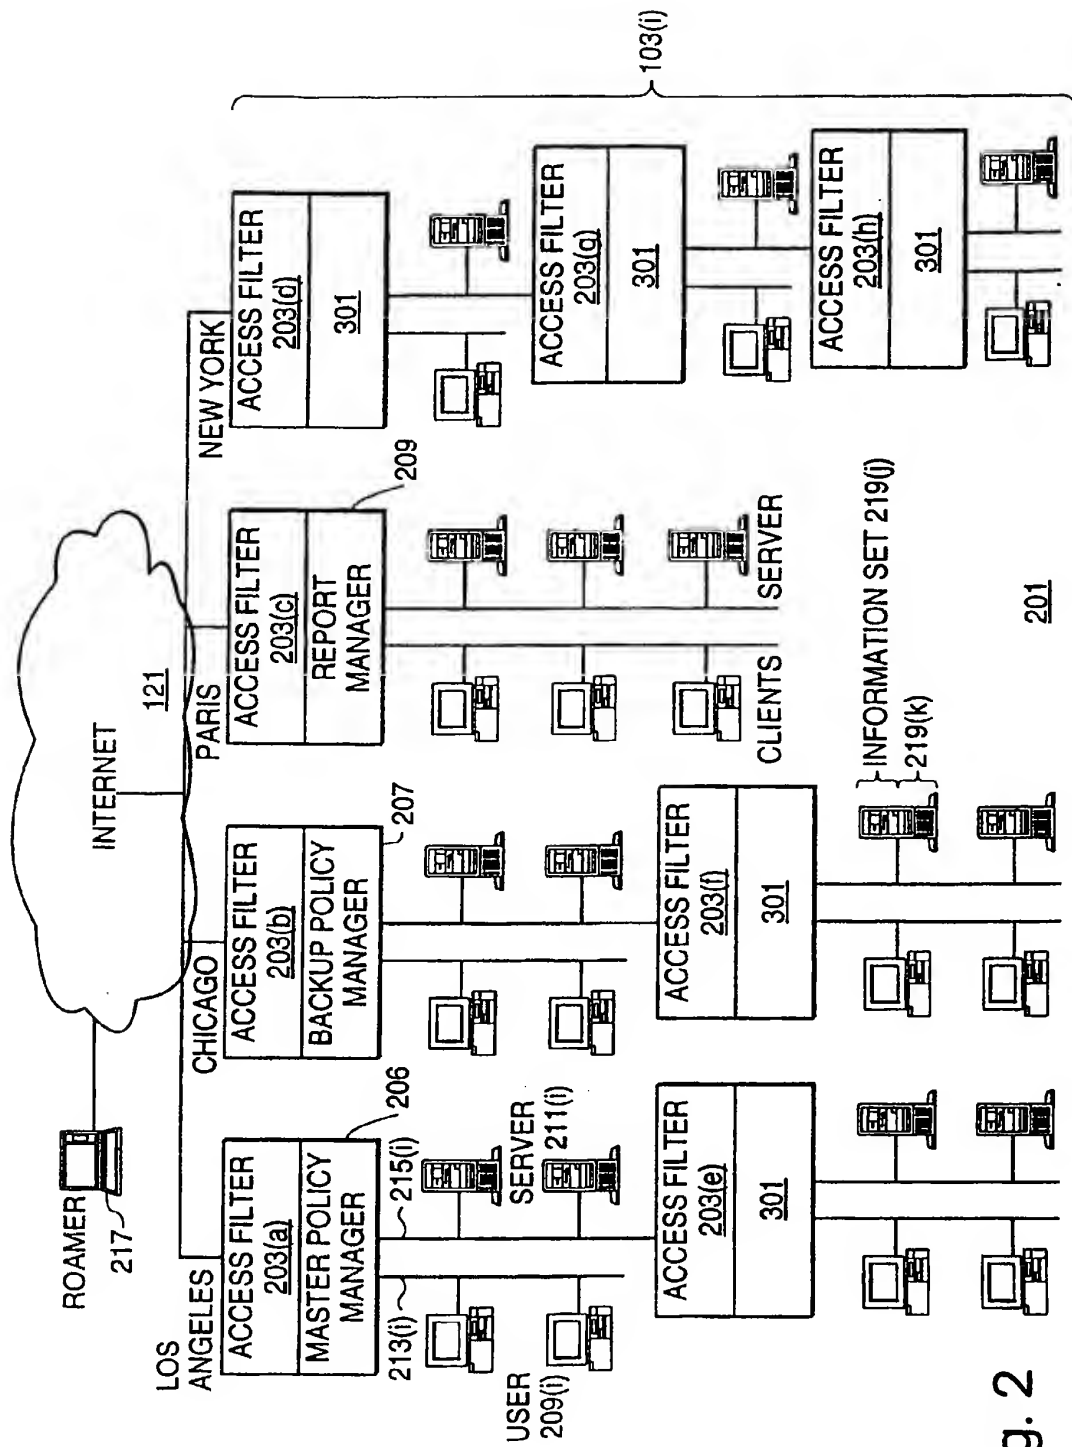 ROAMER
217
INTERNET
121
LOS
ANGELES
CHICAGO
PARIS
NEW YORK
ACCESS FILTER
203(a)
MASTER POLICY
MANAGER
206
ACCESS FILTER
203(b)
BACKUP POLICY
MANAGER
207
ACCESS FILTER
203(c)
REPORT
MANAGER
209
ACCESS FILTER
203(d)
301
213(i)
215(i)
USER
209(i)
SERVER
211(i)
CLIENTS
SERVER
ACCESS FILTER
203(e)
301
ACCESS FILTER
203(f)
301
ACCESS FILTER
203(g)
301
ACCESS FILTER
203(h)
301
INFORMATION SET 219(j)
219(k)
103(i)
201
g. 2